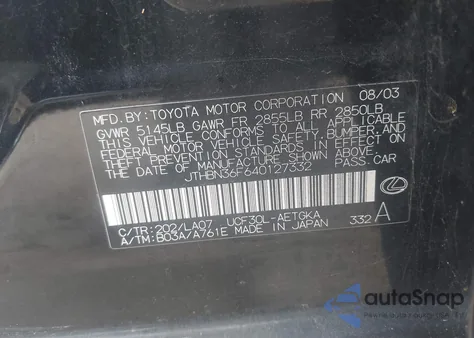 MFD. BY: TOYOTA MOTOR CORPORATION 08/03
GVWR 5145LB GAWR FR 2855LB RR 2850LB
THIS VEHICLE CONFORMS TO ALL APPLICABLE
FEDERAL MOTOR VEHICLE SAFETY, BUMPER, AND
THEFT PREVENTION STANDARDS IN EFFECT ON
THE DATE OF MANUFACTURE SHOWN ABOVE.
JTHBN36F640127332 PASS. CAR
C/TR: 202/LA07 UCF30L-AETGKA 332 A
A/TM: B03A/A761E MADE IN JAPAN
autoSnap